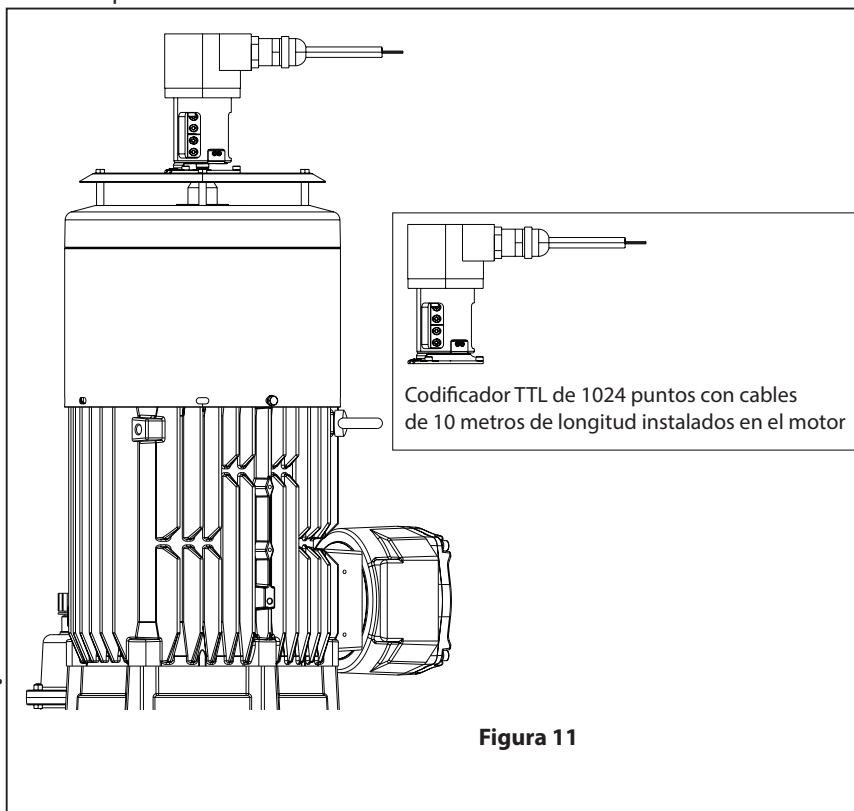 Codificador TTL de 1024 puntos con cables
de 10 metros de longitud instalados en el motor
Figura 11